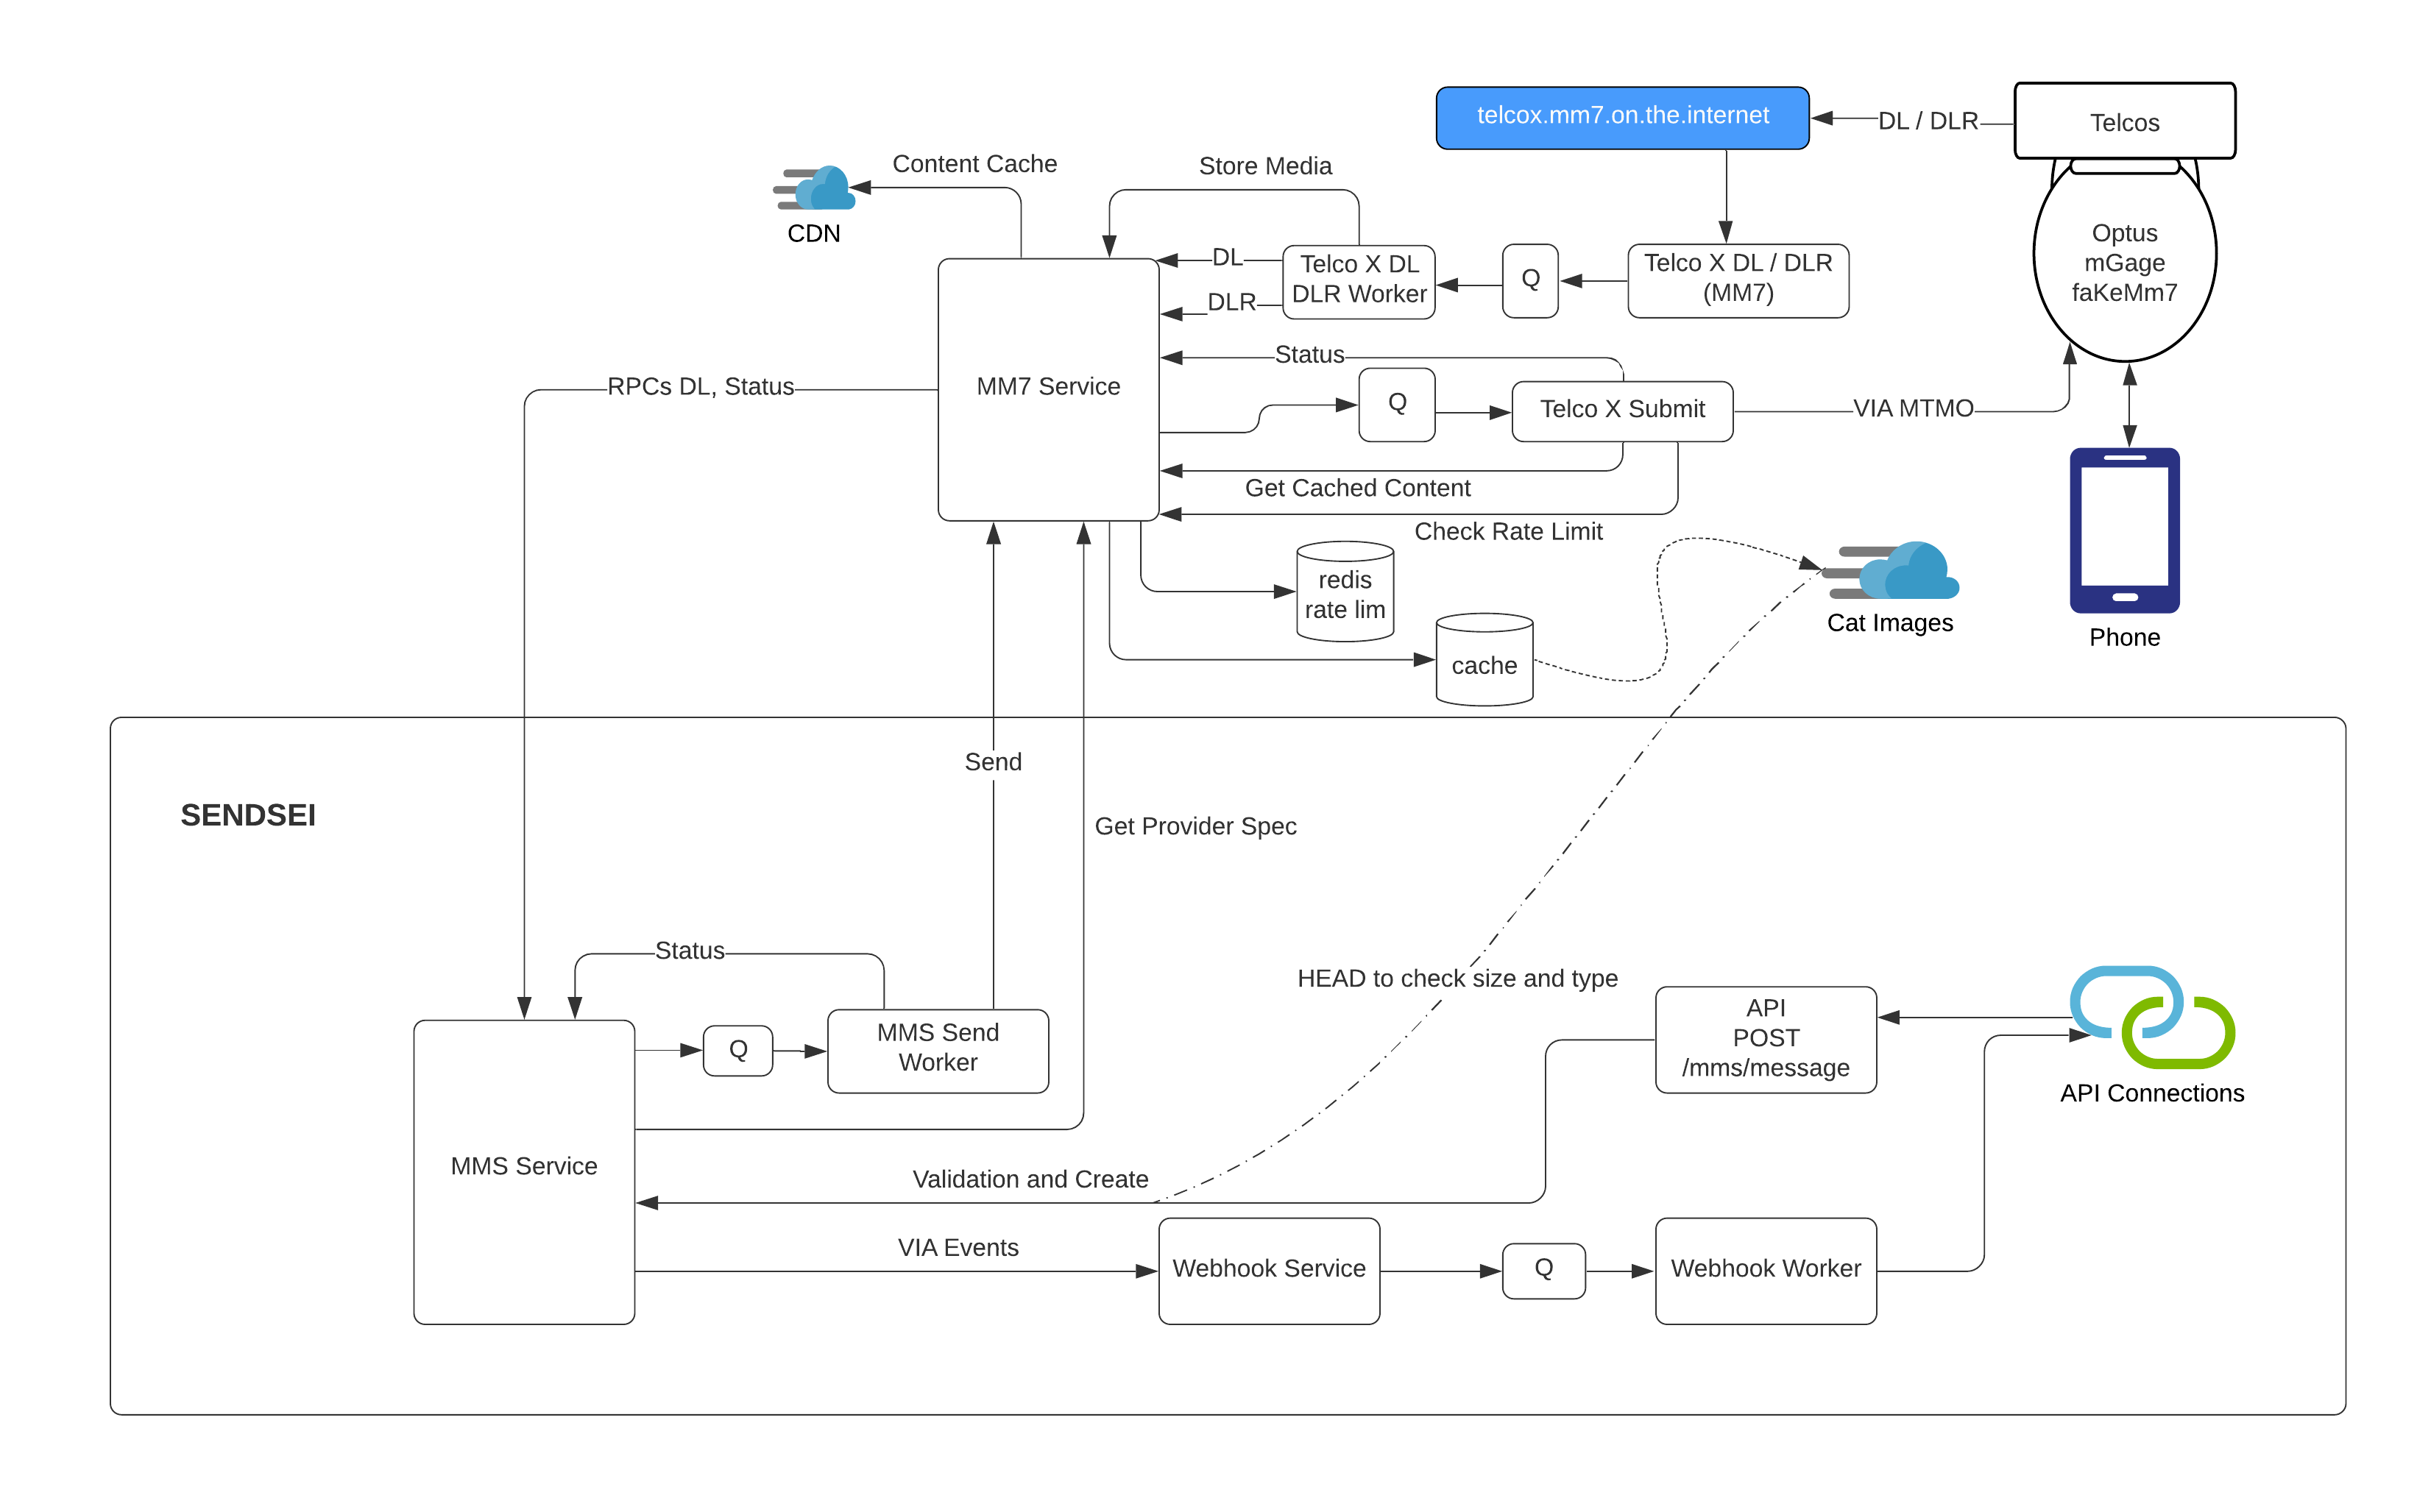 telcox.mm7.on.the.internet
DL / DLR
Telcos
Content Cache
Store Media
CDN
DL
Telco X DL
DLR Worker
Q
Telco X DL / DLR
(MM7)
Optus
mGage
faKeMm7
DLR
Status
RPCs DL, Status
MM7 Service
Q
Telco X Submit
VIA MTMO
Get Cached Content
Check Rate Limit
redis
rate lim
cache
Cat Images
Phone
Send
SENDSEI
Get Provider Spec
Status
HEAD to check size and type
API
POST
/mms/message
Q
MMS Send
Worker
API Connections
MMS Service
Validation and Create
VIA Events
Webhook Service
Q
Webhook Worker